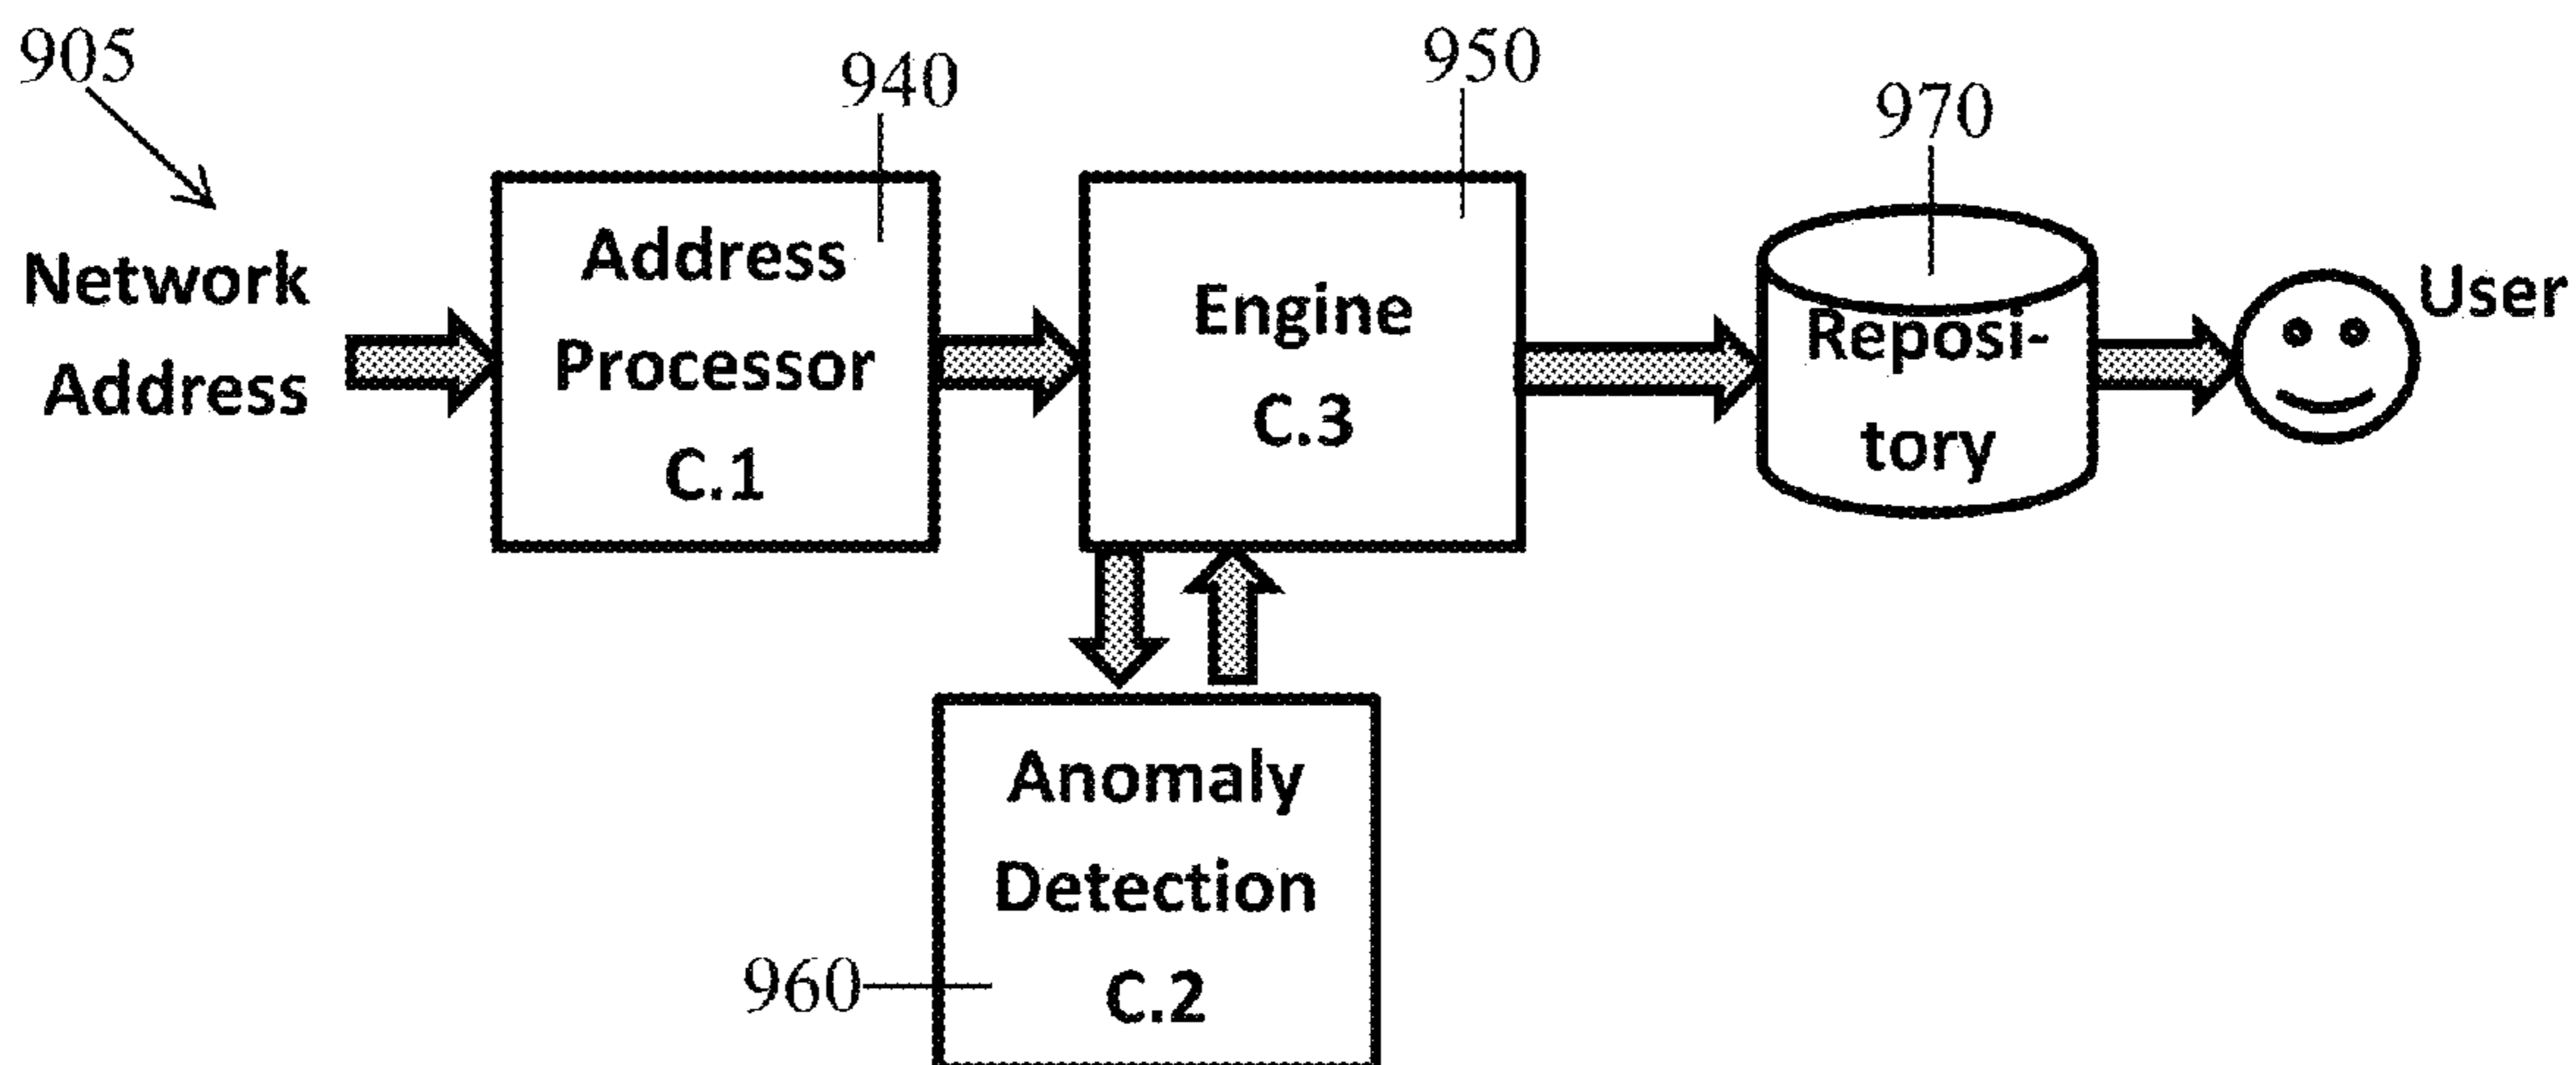 905
940
950
970
Network
Address
Address
Processor
C.1
Engine
C.3
Reposi-
tory
User
Anomaly
Detection
C.2
960